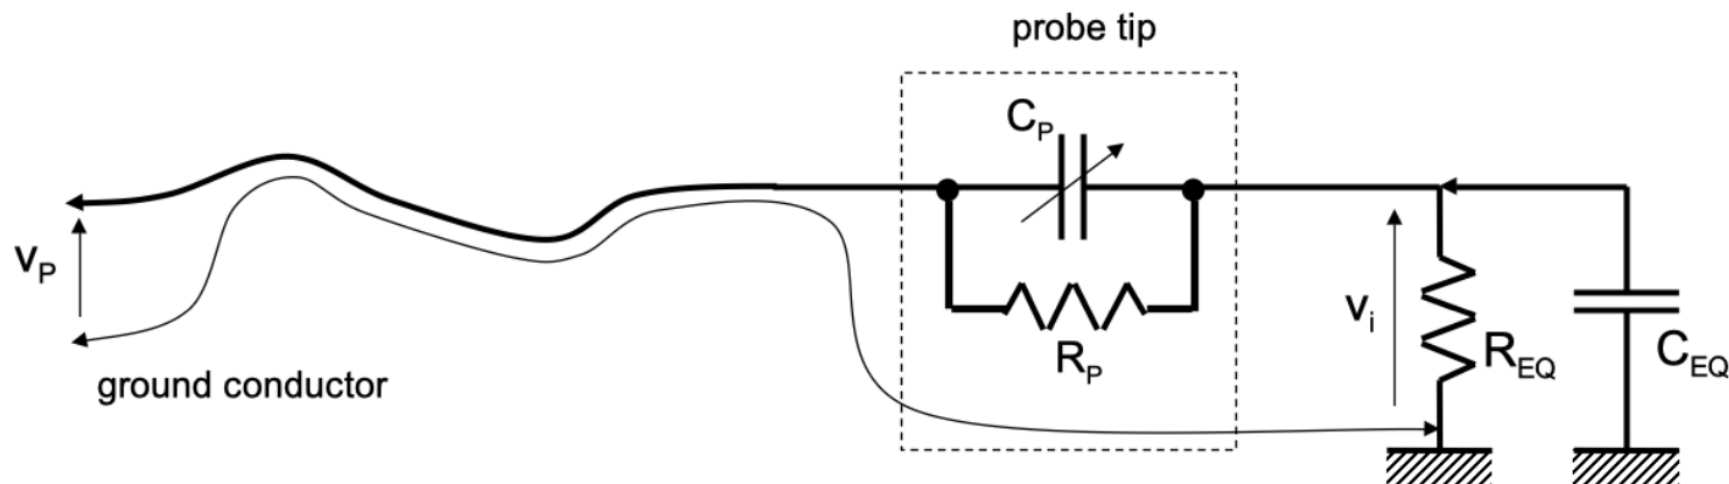 probe tip
C_P
v_P
R_P
v_i
R_EQ
C_EQ
ground conductor